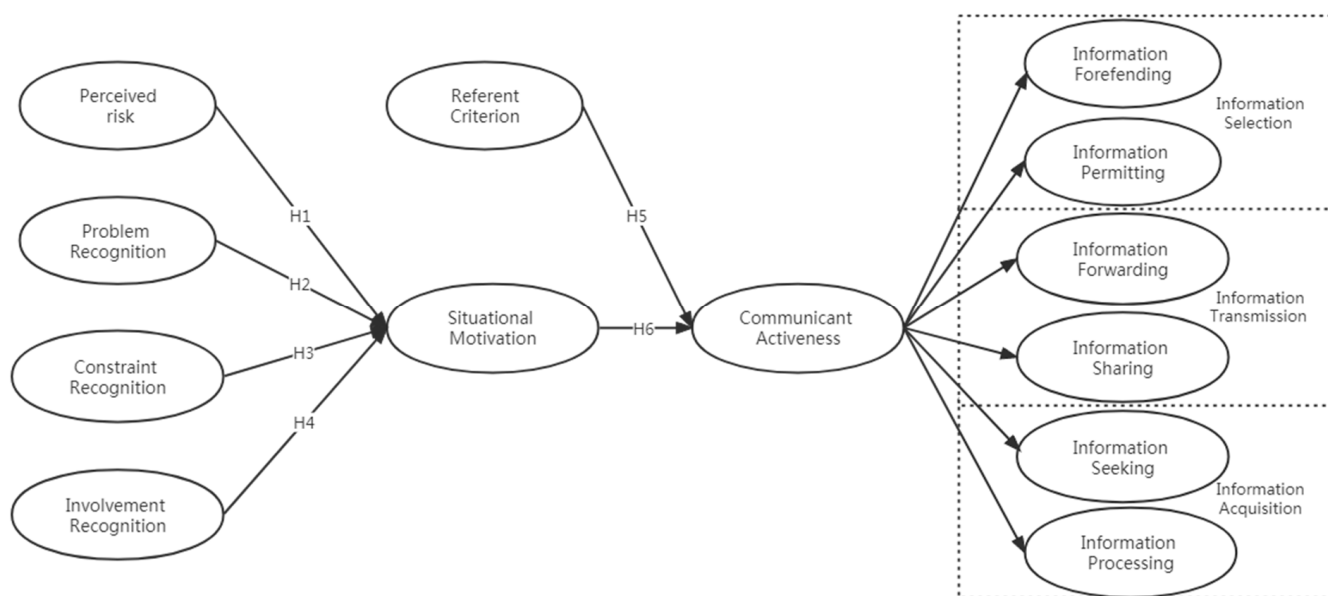 Perceived
risk
Problem
Recognition
Constraint
Recognition
Involvement
Recognition
H1
H2
H3
H4
Referent
Criterion
H5
Situational
Motivation
H6
Communicant
Activeness
Information
Forefending
Information
Permitting
Information
Selection
Information
Forwarding
Information
Sharing
Information
Transmission
Information
Seeking
Information
Processing
Information
Acquisition